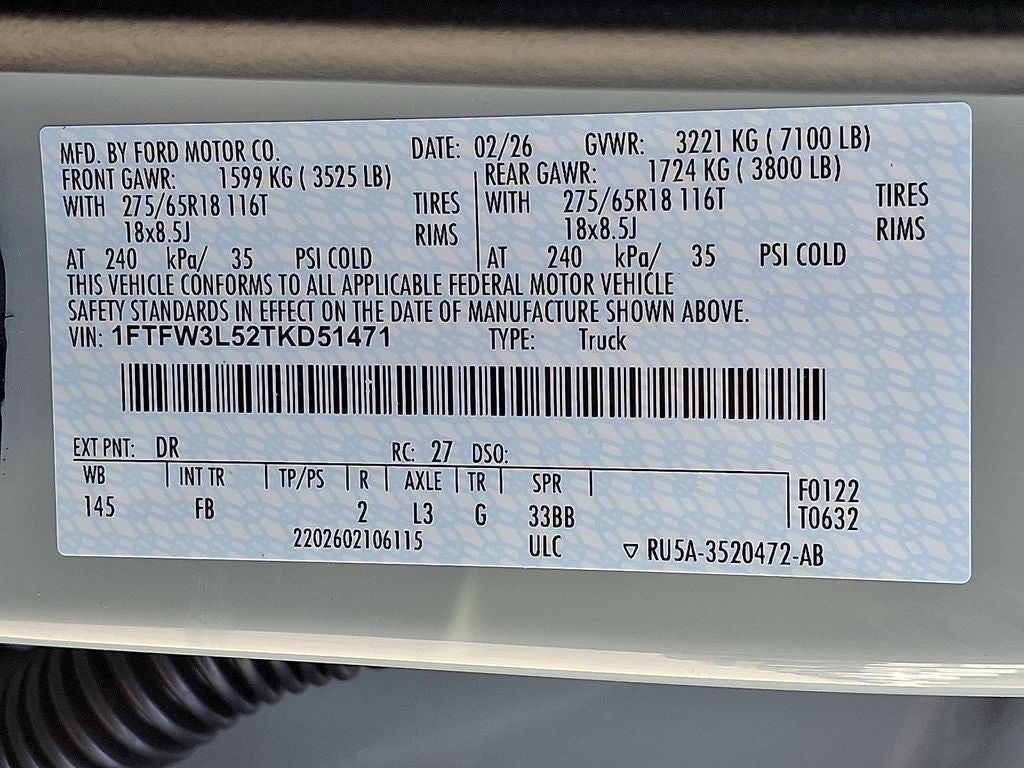 MFD. BY FORD MOTOR CO. DATE: 02/26 GVWR: 3221 KG ( 7100 LB)
FRONT GAWR: 1599 KG ( 3525 LB) REAR GAWR: 1724 KG ( 3800 LB)
WITH 275/65R18 116T TIRES WITH 275/65R18 116T TIRES
18x8.5J RIMS 18x8.5J RIMS
AT 240 kPa/ 35 PSI COLD AT 240 kPa/ 35 PSI COLD
THIS VEHICLE CONFORMS TO ALL APPLICABLE FEDERAL MOTOR VEHICLE
SAFETY STANDARDS IN EFFECT ON THE DATE OF MANUFACTURE SHOWN ABOVE.
VIN: 1FTFW3L52TKD51471 TYPE: Truck
EXT PNT: DR RC: 27 DSO:
WB INT TR TP/PS R AXLE TR SPR
145 FB 2 L3 G 33BB
F0122
T0632
2202602106115 ULC ▽ RU5A-3520472-AB